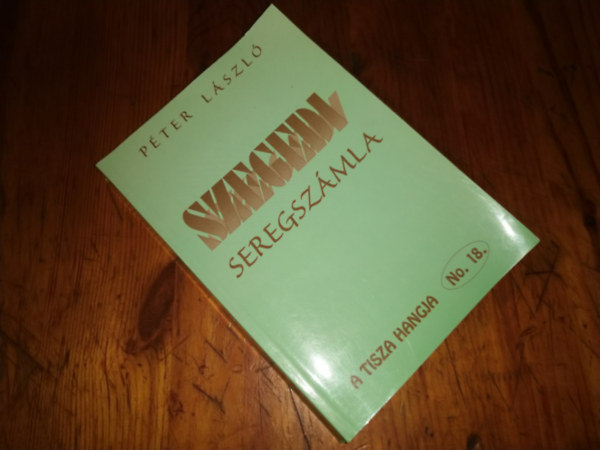 PÉTER LÁSZLÓ
SZEGEDI
SEREGSZÁMLA
A TISZA HANGJA No. 18.